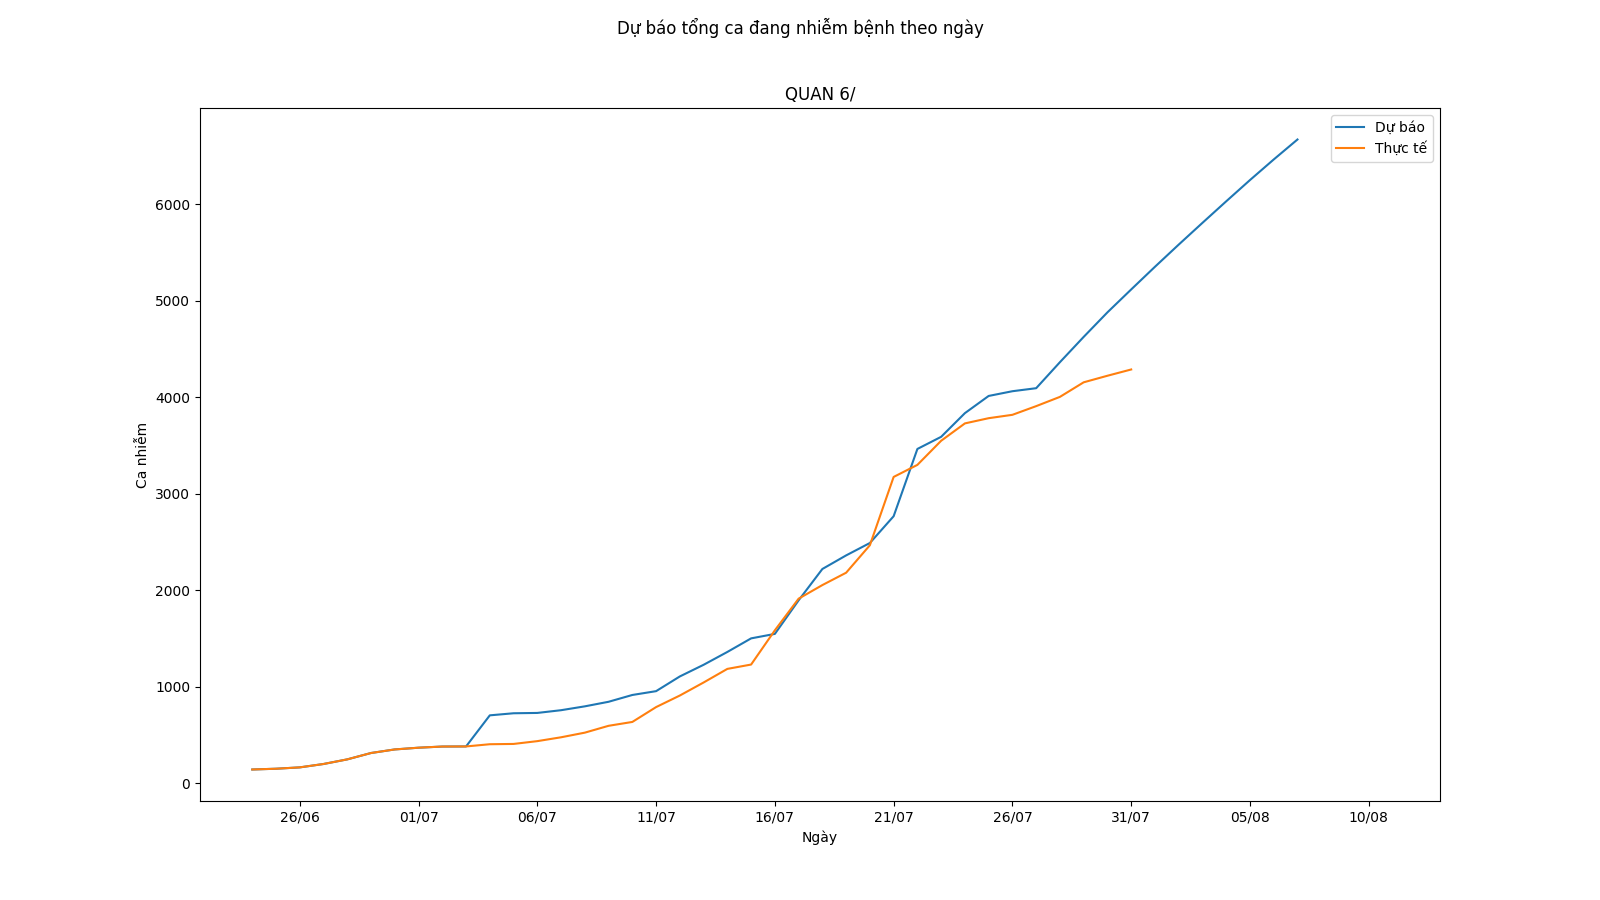 Dự báo tổng ca đang nhiễm bệnh theo ngày
QUAN 6/
Dự báo
Thực tế
6000
5000
4000
3000
2000
1000
0
Ca nhiễm
26/06 01/07 06/07 11/07 16/07 21/07 26/07 31/07 05/08 10/08
Ngày